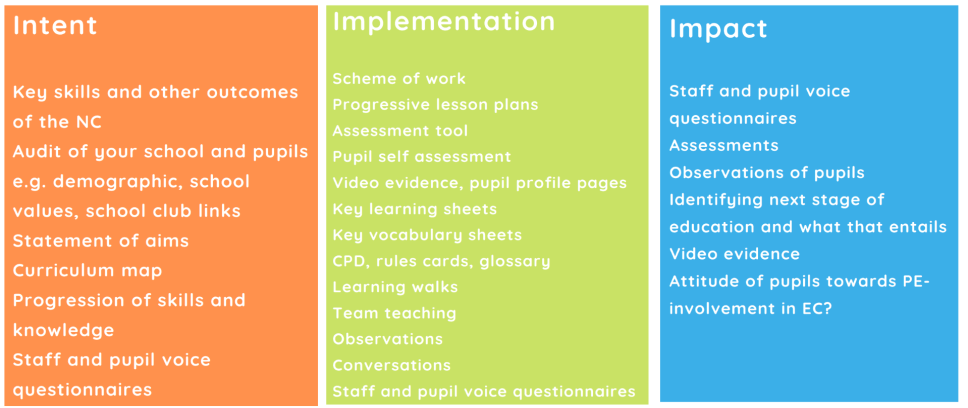 Intent
Key skills and other outcomes
of the NC
Audit of your school and pupils
e.g. demographic, school
values, school club links
Statement of aims
Curriculum map
Progression of skills and
knowledge
Staff and pupil voice
questionnaires
Implementation
Scheme of work
Progressive lesson plans
Assessment tool
Pupil self assessment
Video evidence, pupil profile pages
Key learning sheets
Key vocabulary sheets
CPD, rules cards, glossary
Learning walks
Team teaching
Observations
Conversations
Staff and pupil voice questionnaires
Impact
Staff and pupil voice
questionnaires
Assessments
Observations of pupils
Identifying next stage of
education and what that entails
Video evidence
Attitude of pupils towards PE-
involvement in EC?